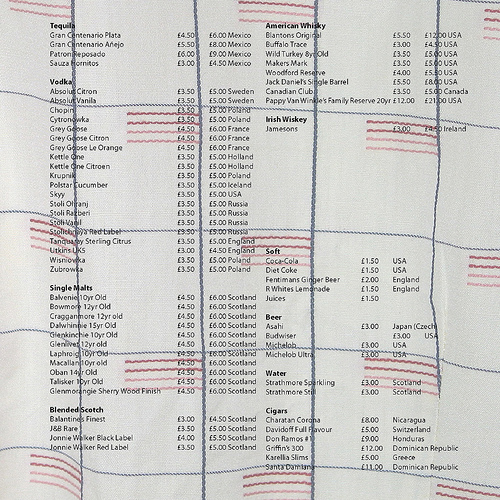 Tequila
Gran Centenario Plata £4.50 £6.00 Mexico
Gran Centenario Añejo £5.50 £8.00 Mexico
Patron Reposado £6.00 £9.00 Mexico
Sauza Hornitos £3.00 £4.50 Mexico
Vodka
Absolut Citron £3.50 £5.00 Sweden
Absolut Vanila £3.50 £5.00 Sweden
Chopin £3.50 £5.00 Poland
Cytronowka £3.50 £5.00 Poland
Grey Goose £4.50 £6.00 France
Grey Goose Citron £4.50 £6.00 France
Grey Goose Le Orange £4.50 £6.00 France
Kettle One £3.50 £5.00 Holland
Kettle One Citroen £3.50 £5.00 Holland
Krupnik £3.50 £5.00 Poland
Polstar Cucumber £3.50 £5.00 Iceland
Skyy £3.50 £5.00 USA
Stoli Ohranj £3.50 £5.00 Russia
Stoli Razberi £3.50 £5.00 Russia
Stoli Vanil £3.50 £5.00 Russia
Stolichnaya Red Label £3.50 £5.00 Russia
Tanquaray Sterling Citrus £3.50 £5.00 England
Utkins UK5 £3.00 £4.50 England
Wisnowka £3.50 £5.00 Poland
Zubrowka £3.50 £5.00 Poland
Single Malts
Balvenie 10yr Old £4.50 £6.00 Scotland
Bowmore 12yr Old £4.50 £6.00 Scotland
Cragganmore 12yr Old £4.50 £6.00 Scotland
Dalwhinnie 15yr Old £4.50 £6.00 Scotland
Glenkinchie 10yr Old £4.50 £6.00 Scotland
Glenlivet 12yr old £4.50 £6.00 Scotland
Laphroig 10yr Old £4.50 £6.00 Scotland
Macallan 10yr old £4.50 £6.00 Scotland
Oban 14yr Old £4.50 £6.00 Scotland
Talisker 10yr Old £4.50 £6.00 Scotland
Glenmorangie Sherry Wood Finish £4.50 £6.00 Scotland
Blended Scotch
Balantines Finest £3.00 £4.50 Scotland
J&B Rare £3.50 £5.00 Scotland
Jonnie Walker Black Label £4.00 £5.50 Scotland
Jonnie Walker Red Label £3.50 £5.00 Scotland
American Whisky
Blantons Original £5.50 £12.00 USA
Buffalo Trace £3.00 £4.50 USA
Wild Turkey 8yr Old £3.50 £5.00 USA
Makers Mark £3.50 £5.00 USA
Woodford Reserve £4.00 £5.50 USA
Jack Daniel's Single Barrel £5.50 £8.00 USA
Canadian Club £3.50 £5.00 Canada
Pappy Van Winkle's Family Reserve 20yr £12.00 £21.00 USA
Irish Wiskey
Jamesons £3.00 £4.50 Ireland
Soft
Coca-Cola £1.50 USA
Diet Coke £1.50 USA
Fentimans Ginger Beer £2.00 England
R Whites Lemonade £1.50 England
Juices £1.50
Beer
Asahi £3.00 Japan (Czech)
Budwiser £3.00 USA
Michelob £3.00 USA
Michelob Ultra £3.00 USA
Water
Strathmore Sparkling £3.00 Scotland
Strathmore Still £3.00 Scotland
Cigars
Charatan Corona £8.00 Nicaragua
Davidoff Full Flavour £5.00 Switzerland
Don Ramos # £9.00 Honduras
Griffin's 300 £12.00 Dominican Republic
Karellia Slims £5.00 Greece
Santa Damiana £11.00 Dominican Republic